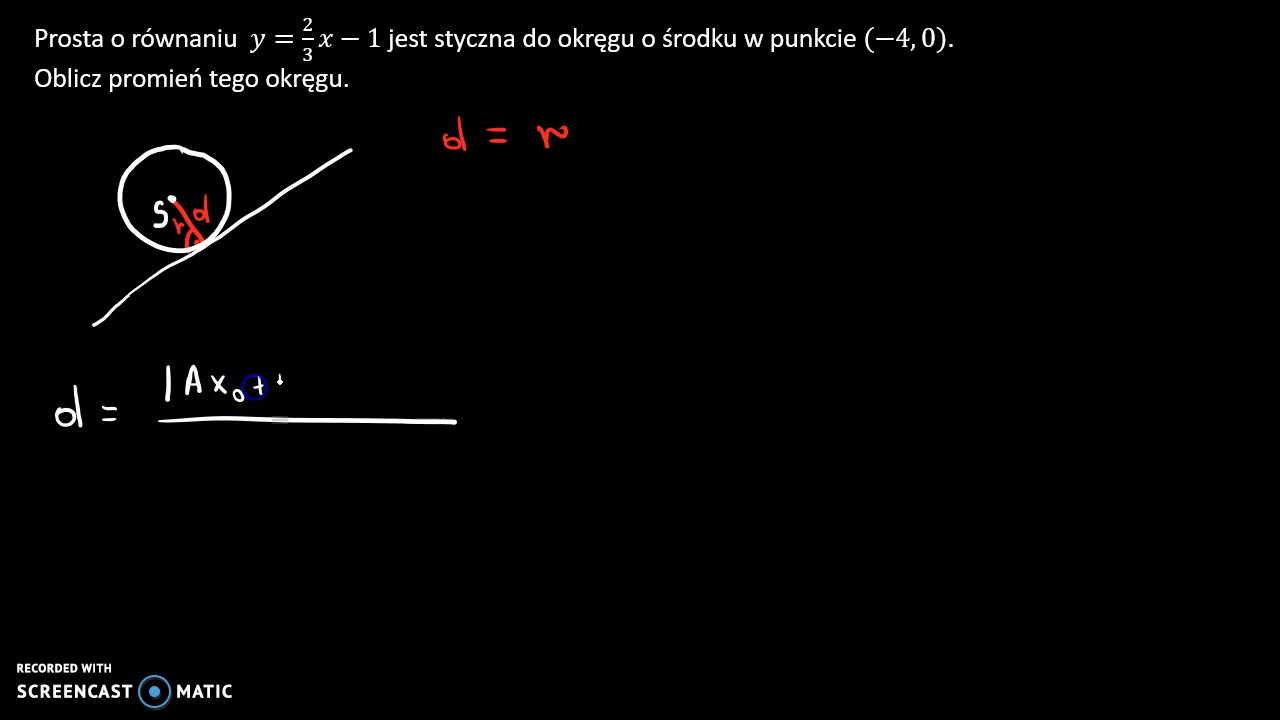 Prosta o równaniu y = 2/3 x − 1 jest styczna do okręgu o środku w punkcie (−4, 0).
Oblicz promień tego okręgu.
d = r
S r d
d = |Ax₀ +
RECORDED WITH
SCREENCAST MATIC